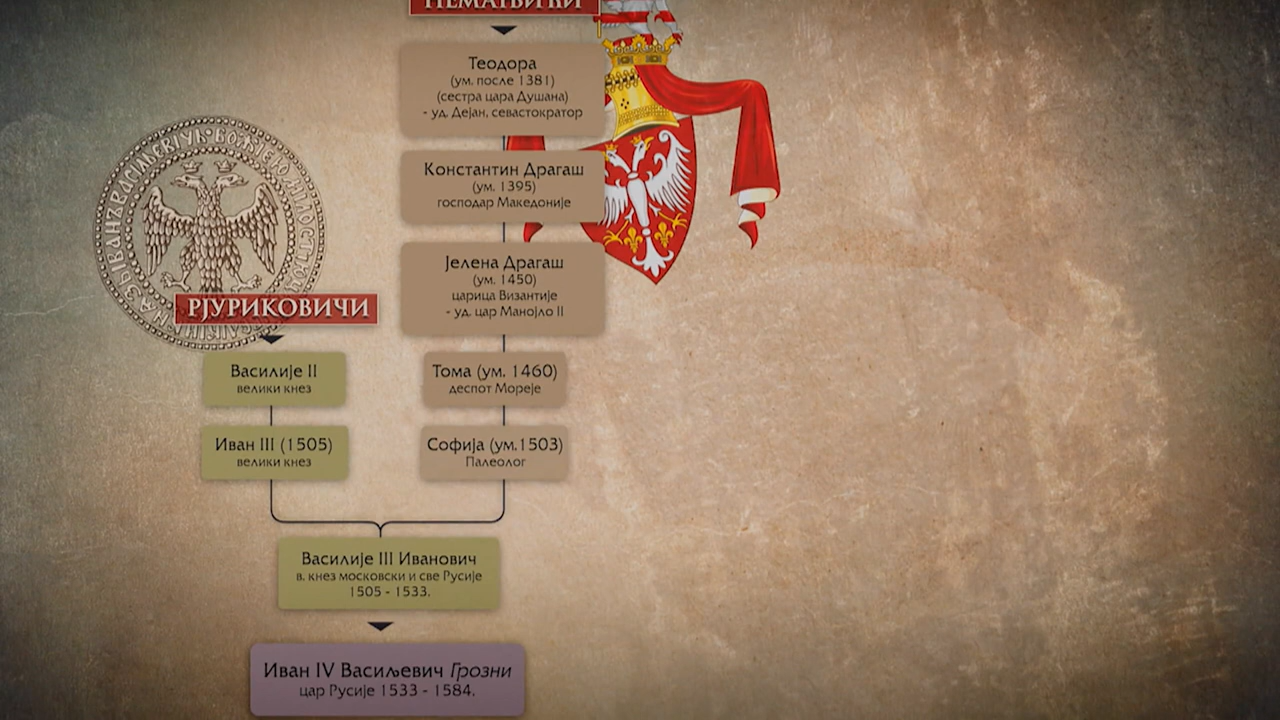 НЕМАЊИЋИ
Теодора
(ум. после 1381)
(сестра цара Душана)
- уд. Дејан, севастократор
Константин Драгаш
(ум. 1395)
господар Македоније
Јелена Драгаш
(ум. 1450)
царица Византије
- уд. цар Манојло II
Тома (ум. 1460)
деспот Мореје
Софија (ум.1503)
Палеолог
РЈУРИКОВИЧИ
Василије II
велики кнез
Иван III (1505)
велики кнез
Василије III Иванович
в. кнез московски и све Русије
1505 - 1533.
Иван IV Васиљевич Грозни
цар Русије 1533 - 1584.